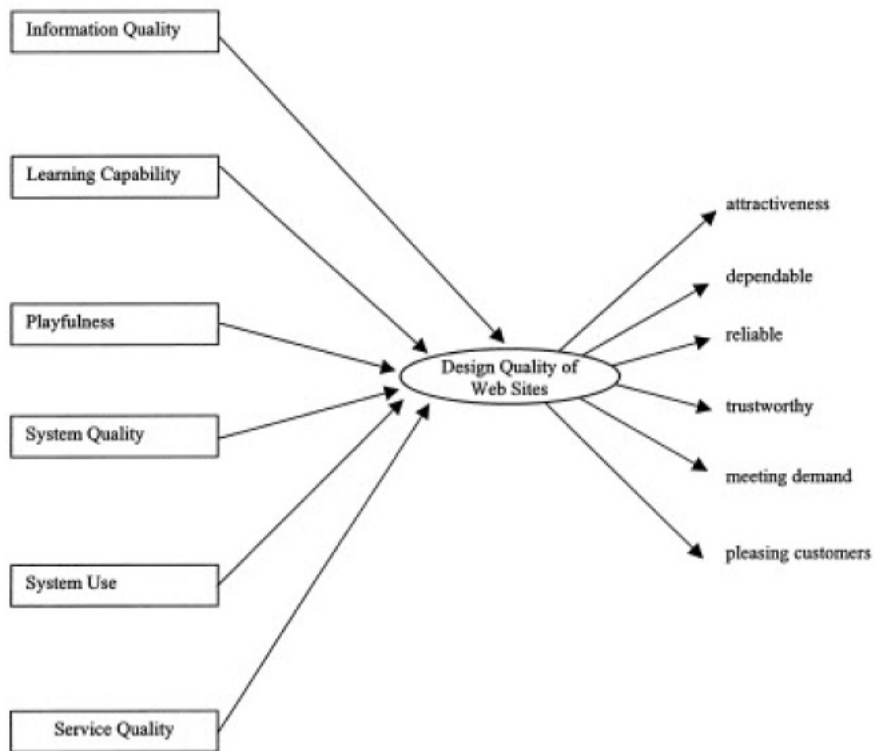 Information Quality
Learning Capability
Playfulness
System Quality
System Use
Service Quality
Design Quality of
Web Sites
attractiveness
dependable
reliable
trustworthy
meeting demand
pleasing customers